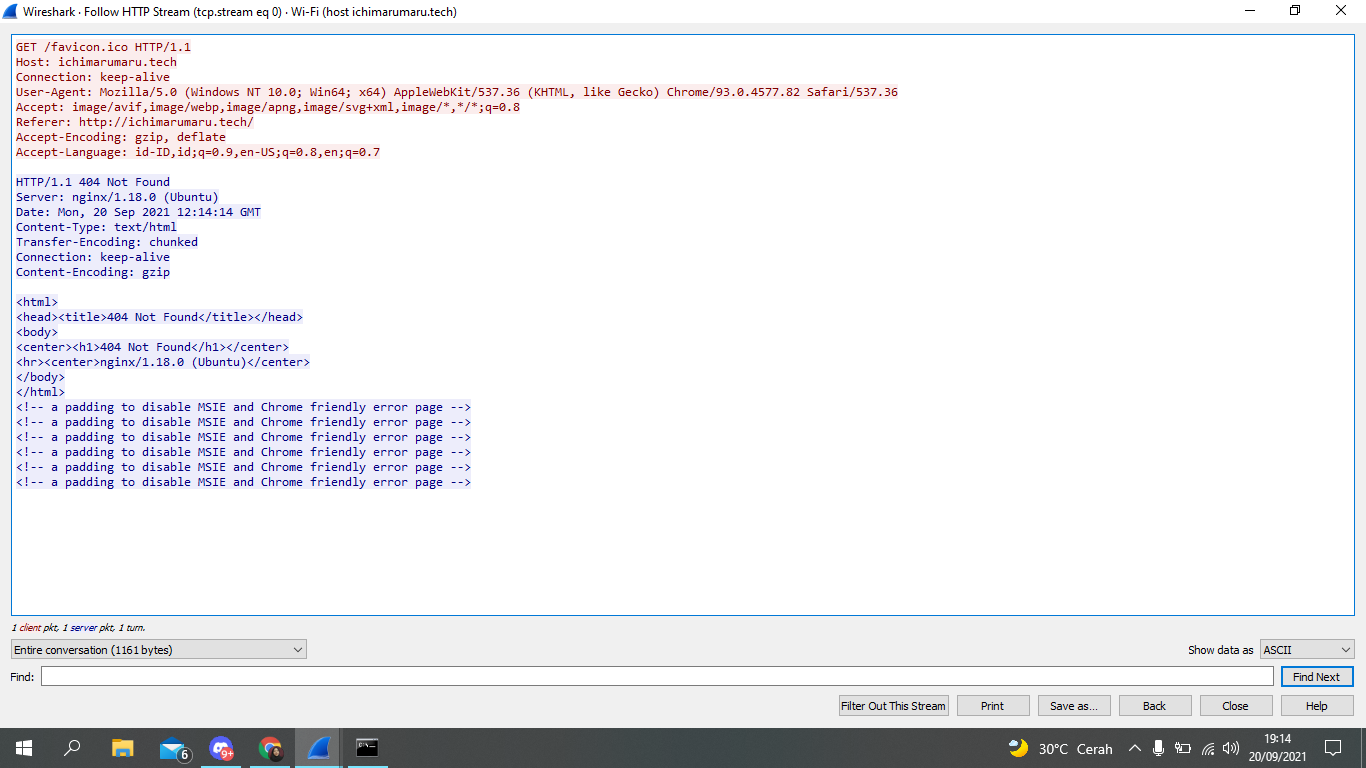 Wireshark · Follow HTTP Stream (tcp.stream eq 0) · Wi-Fi (host ichimarumaru.tech)
GET /favicon.ico HTTP/1.1
Host: ichimarumaru.tech
Connection: keep-alive
User-Agent: Mozilla/5.0 (Windows NT 10.0; Win64; x64) AppleWebKit/537.36 (KHTML, like Gecko) Chrome/93.0.4577.82 Safari/537.36
Accept: image/avif,image/webp,image/apng,image/svg+xml,image/*,*/*;q=0.8
Referer: http://ichimarumaru.tech/
Accept-Encoding: gzip, deflate
Accept-Language: id-ID,id;q=0.9,en-US;q=0.8,en;q=0.7
HTTP/1.1 404 Not Found
Server: nginx/1.18.0 (Ubuntu)
Date: Mon, 20 Sep 2021 12:14:14 GMT
Content-Type: text/html
Transfer-Encoding: chunked
Connection: keep-alive
Content-Encoding: gzip
<html>
<head><title>404 Not Found</title></head>
<body>
<center><h1>404 Not Found</h1></center>
<hr><center>nginx/1.18.0 (Ubuntu)</center>
</body>
</html>
<!-- a padding to disable MSIE and Chrome friendly error page -->
<!-- a padding to disable MSIE and Chrome friendly error page -->
<!-- a padding to disable MSIE and Chrome friendly error page -->
<!-- a padding to disable MSIE and Chrome friendly error page -->
<!-- a padding to disable MSIE and Chrome friendly error page -->
<!-- a padding to disable MSIE and Chrome friendly error page -->
1 client pkt, 1 server pkt, 1 turn.
Entire conversation (1161 bytes) Show data as ASCII
Find: Find Next
Filter Out This Stream Print Save as... Back Close Help
6 9+ 30°C Cerah 19:14
20/09/2021